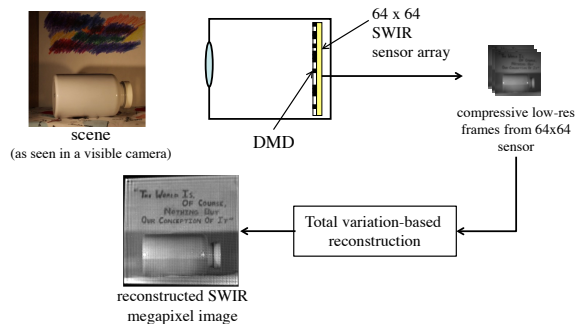 64 x 64
SWIR
sensor array
DMD
scene
(as seen in a visible camera)
compressive low-res
frames from 64x64
sensor
Total variation-based
reconstruction
"The World Is,
Of Course,
Nothing But
Our Conception Of It"
reconstructed SWIR
megapixel image